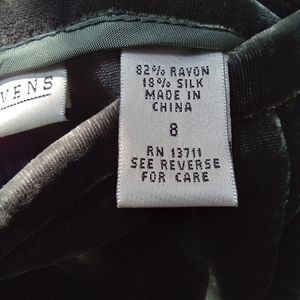 VENS
82% RAYON
18% SILK
MADE IN
CHINA
8
RN 13711
SEE REVERSE
FOR CARE